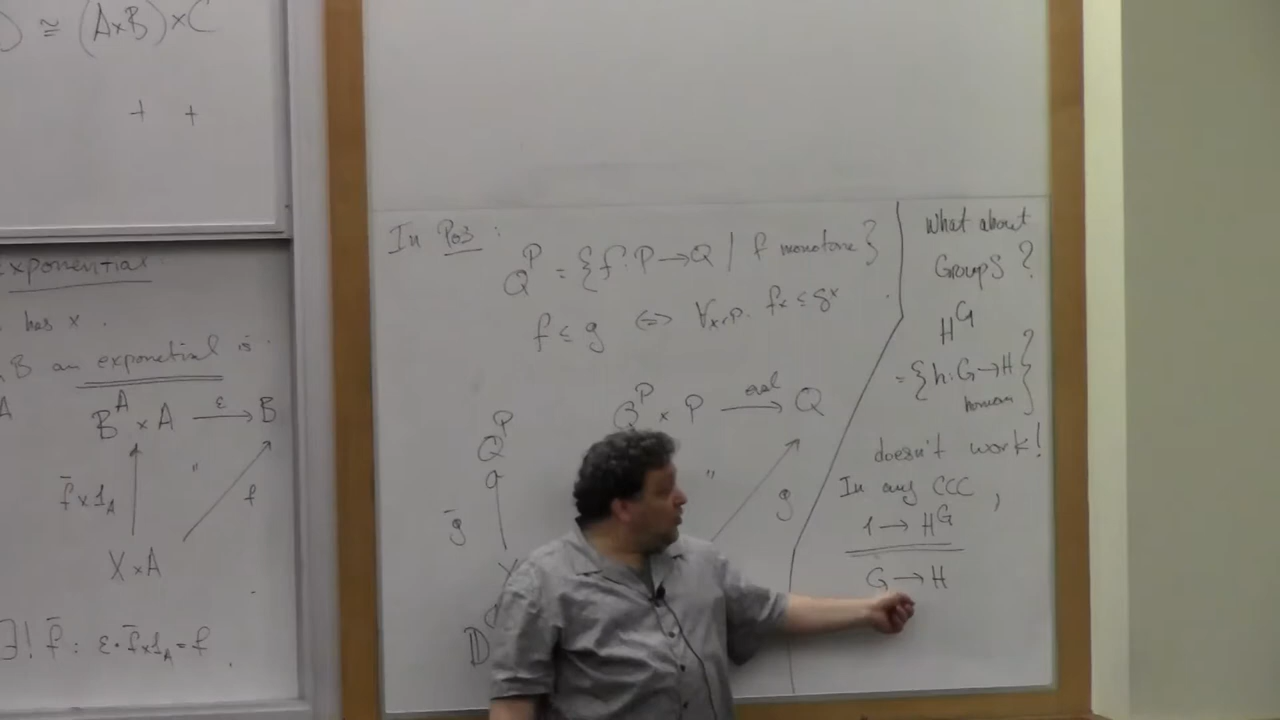 ) ≅ (A×B)×C
+ +
exponential
has x.
B an exponential is
B^A × A —ε→ B
f̄×1_A " f
X×A
∃! f̄ : ε∘f̄×1_A = f
In Pos :
Q^P = {f : P → Q | f monotone}
f ≤ g ⇔ ∀x∈P. fx ≤ gx
Q^P × P —eval→ Q
Q^P
ḡ " g
What about
Groups ?
H^G
= {h : G → H}
homom
?
doesn't work!
In any CCC ,
1 → H^G
G → H